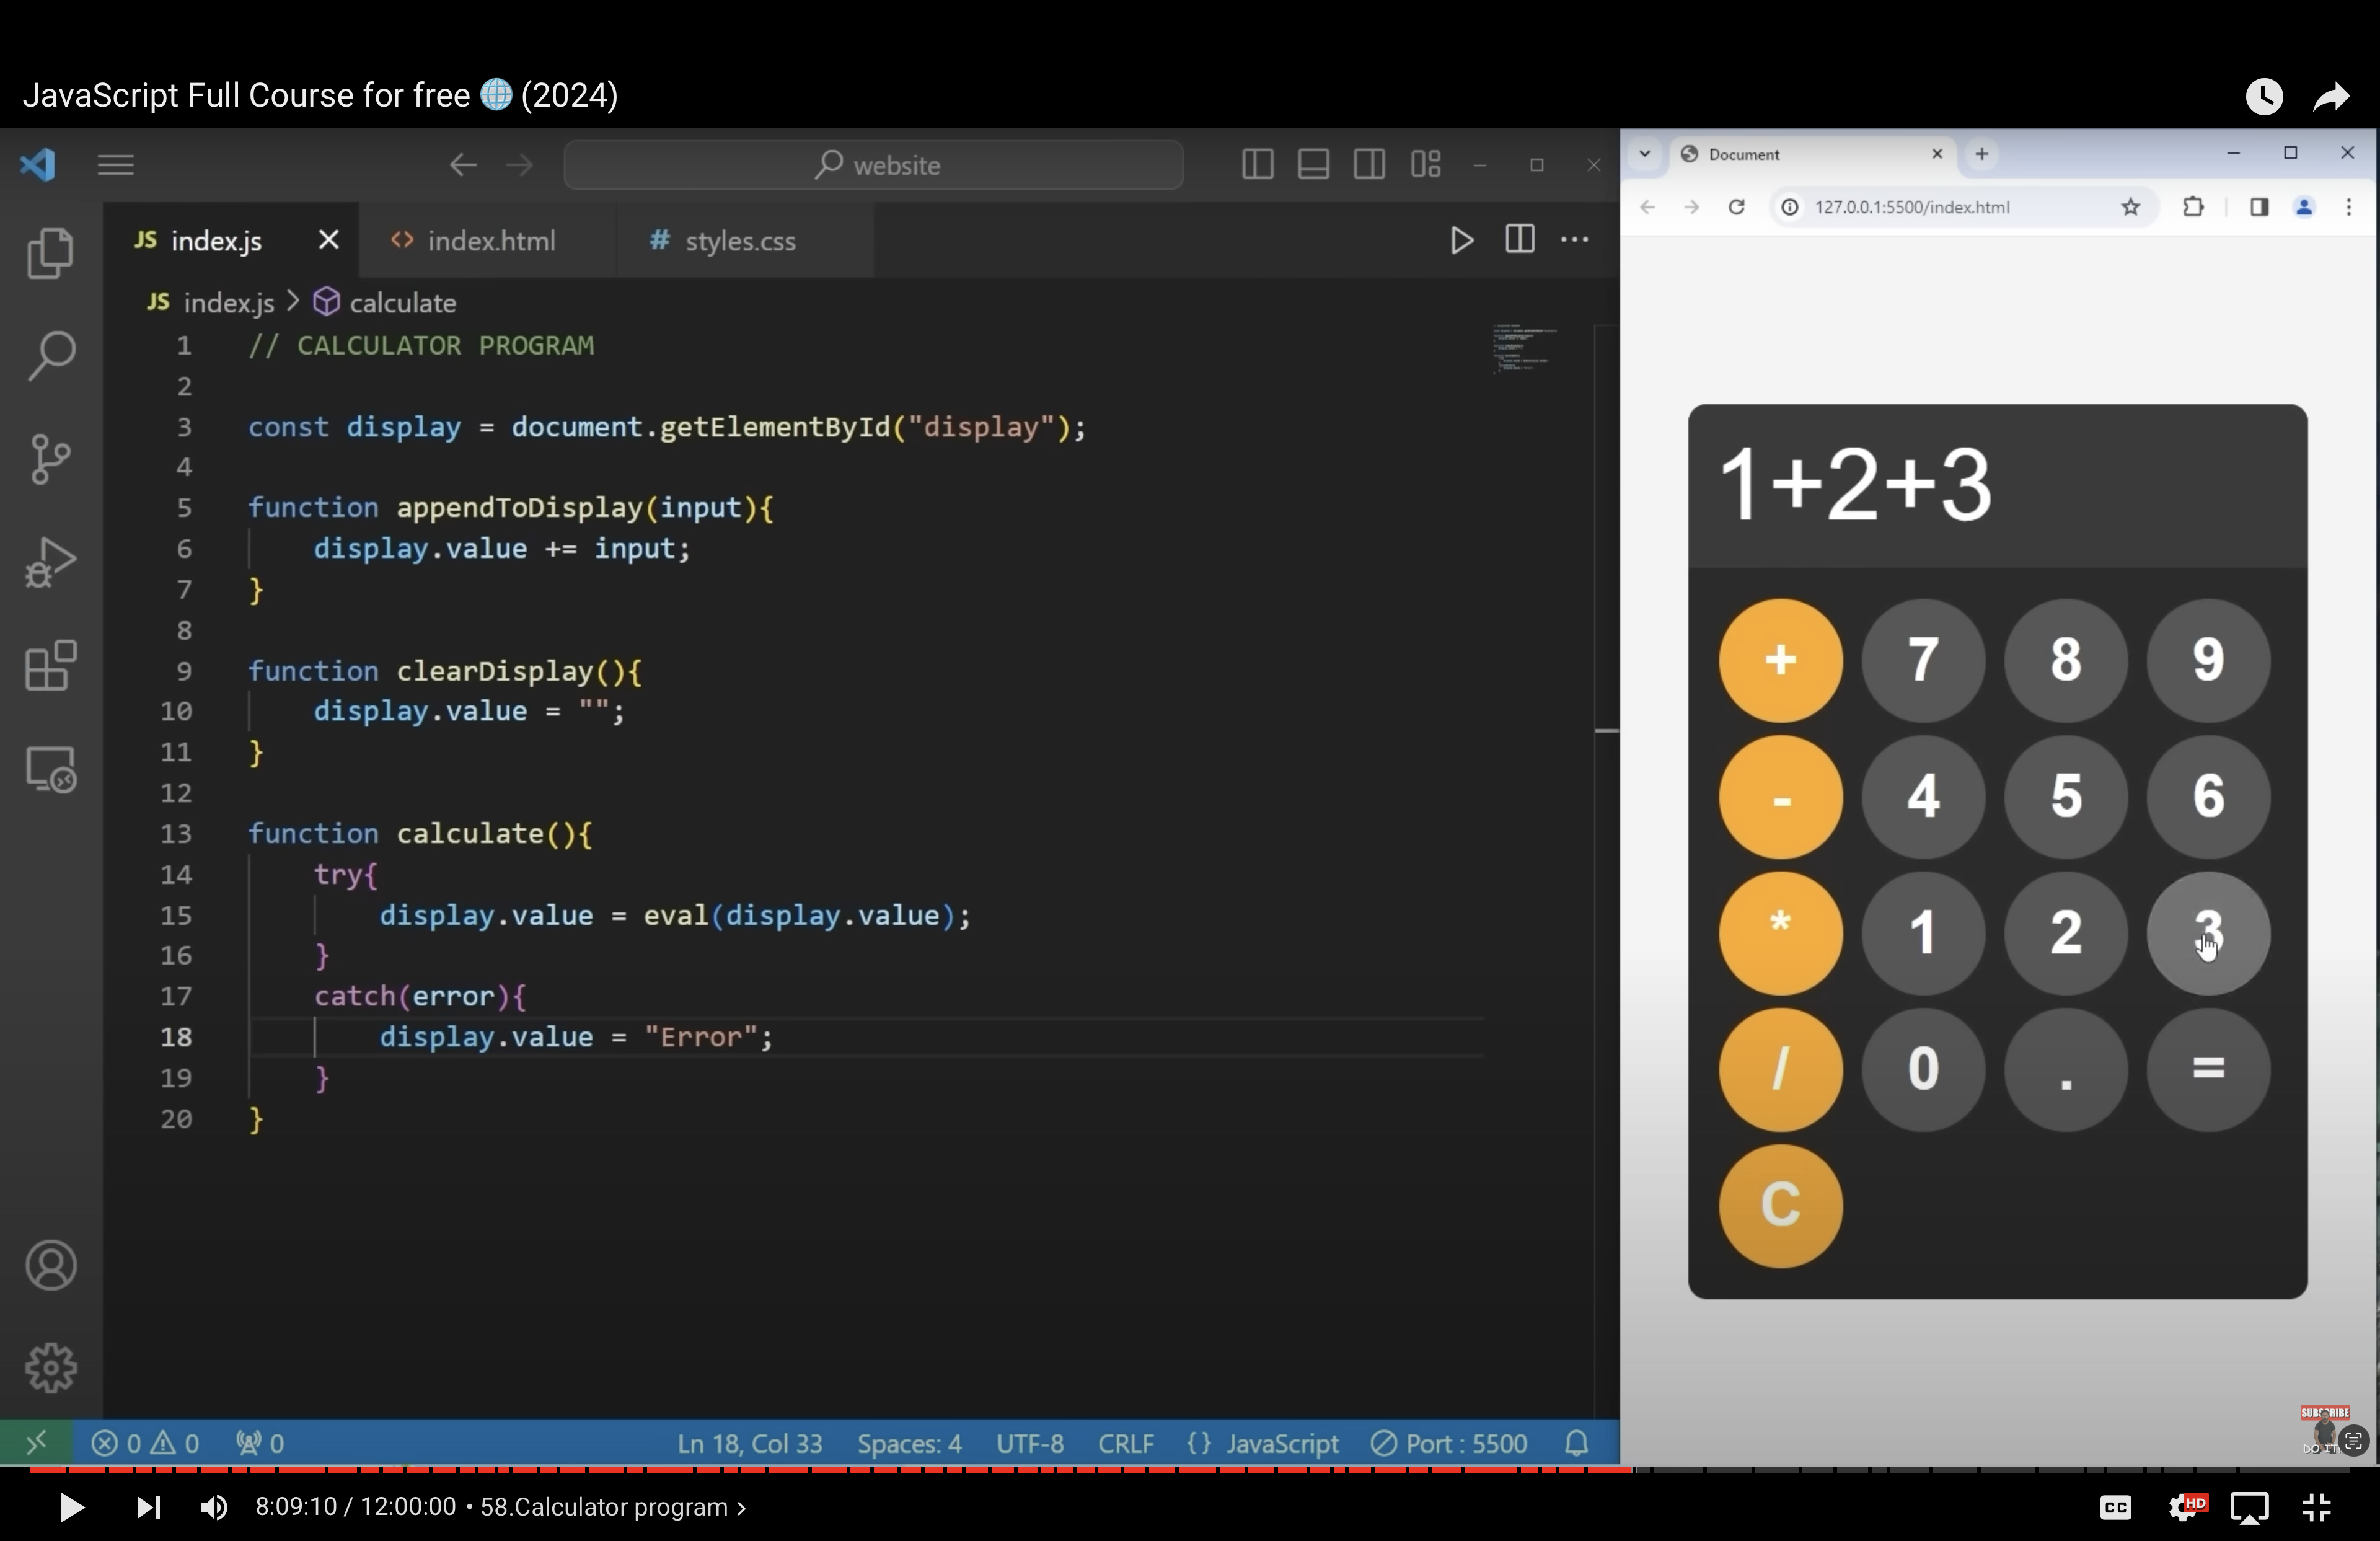 JavaScript Full Course for free 🌐 (2024)
website
JS index.js
<> index.html
# styles.css
JS index.js > calculate
1 // CALCULATOR PROGRAM
2
3 const display = document.getElementById("display");
4
5 function appendToDisplay(input){
6     display.value += input;
7 }
8
9 function clearDisplay(){
10     display.value = "";
11 }
12
13 function calculate(){
14     try{
15         display.value = eval(display.value);
16     }
17     catch(error){
18         display.value = "Error";
19     }
20 }
0 0 0
Ln 18, Col 33 Spaces: 4 UTF-8 CRLF {} JavaScript Port : 5500
Document
127.0.0.1:5500/index.html
1+2+3
+ 7 8 9
- 4 5 6
* 1 2 3
/ 0 . =
C
SUBSCRIBE
DO IT
8:09:10 / 12:00:00 • 58.Calculator program >
CC HD